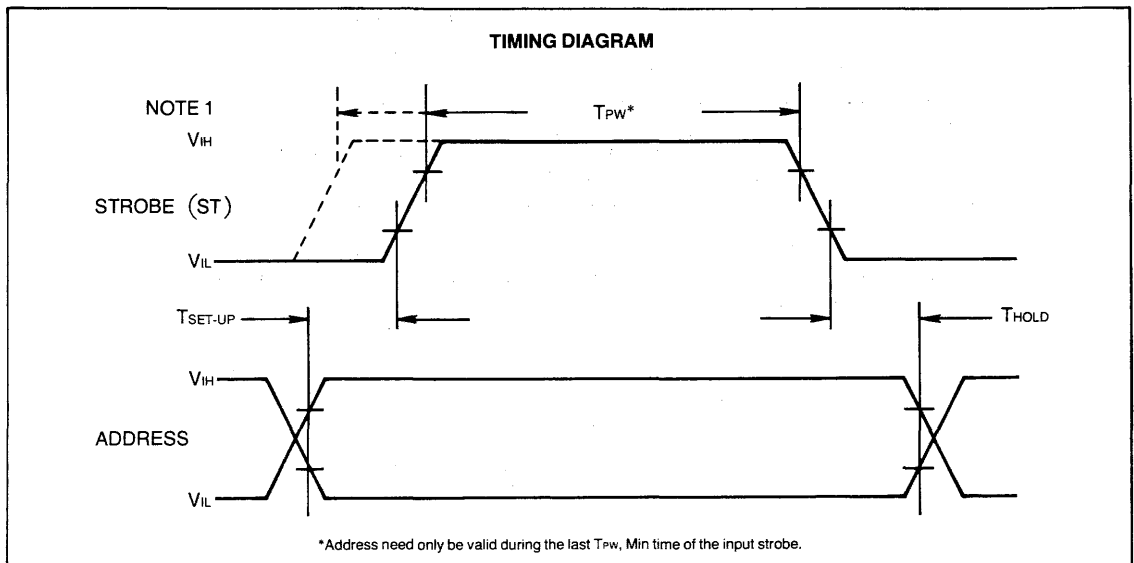 TIMING DIAGRAM
NOTE 1
TPW*
VIH
STROBE (ST)
VIL
TSET-UP
THOLD
VIH
ADDRESS
VIL
*Address need only be valid during the last TPW, Min time of the input strobe.